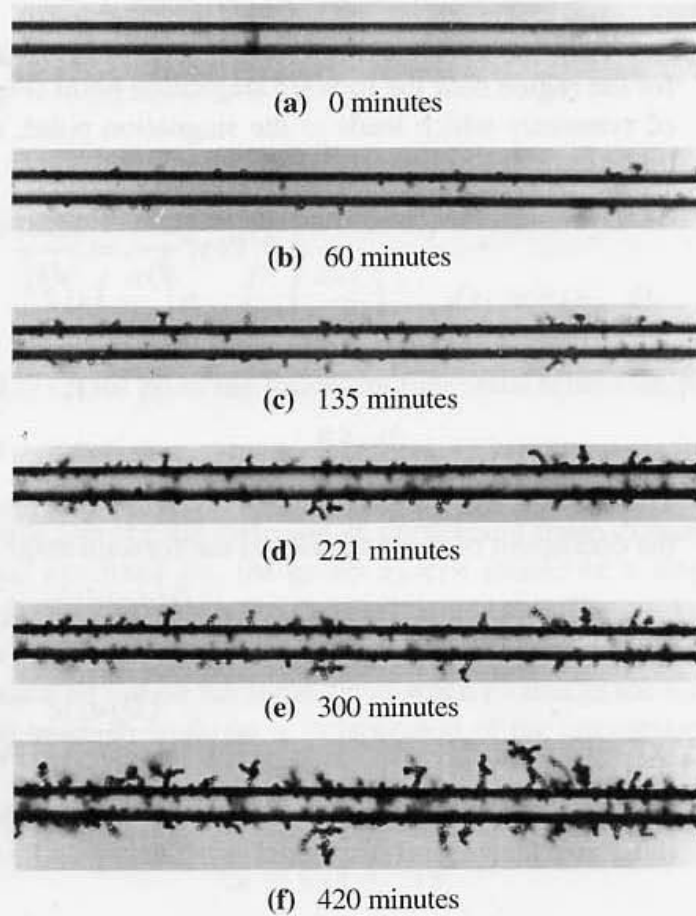 (a) 0 minutes
(b) 60 minutes
(c) 135 minutes
(d) 221 minutes
(e) 300 minutes
(f) 420 minutes